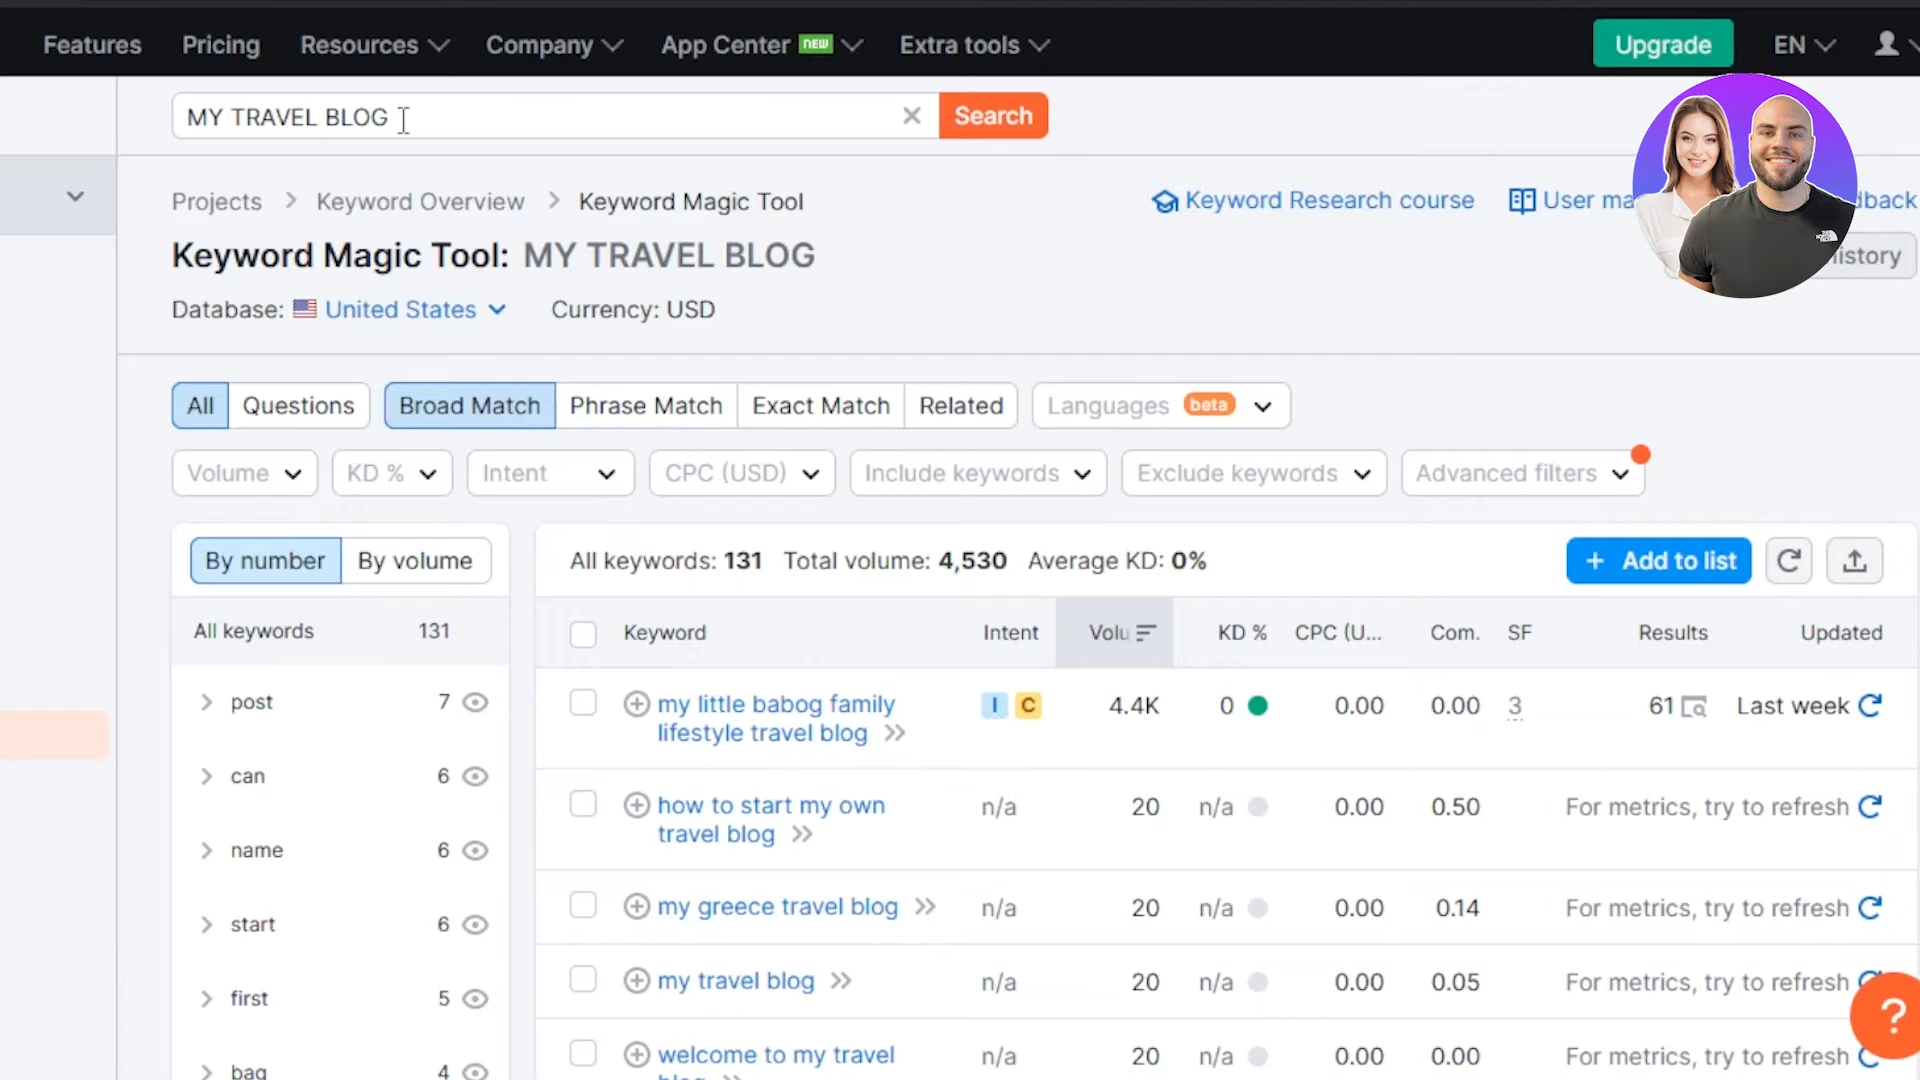 Features Pricing Resources Company App Center NEW Extra tools Upgrade EN
MY TRAVEL BLOG Search
Projects Keyword Overview Keyword Magic Tool Keyword Research course User ma dback
Keyword Magic Tool: MY TRAVEL BLOG istory
Database: United States Currency: USD
All Questions Broad Match Phrase Match Exact Match Related Languages beta
Volume KD % Intent CPC (USD) Include keywords Exclude keywords Advanced filters
By number By volume All keywords: 131 Total volume: 4,530 Average KD: 0% + Add to list
All keywords 131 Keyword Intent Volu KD % CPC (U... Com. SF Results Updated
post 7 my little babog family I C 4.4K 0 0.00 0.00 3 61 Last week
lifestyle travel blog
can 6 how to start my own n/a 20 n/a 0.00 0.50 For metrics, try to refresh
travel blog
name 6
start 6 my greece travel blog n/a 20 n/a 0.00 0.14 For metrics, try to refresh
first 5 my travel blog n/a 20 n/a 0.00 0.05 For metrics, try to refresh
bag 4 welcome to my travel n/a 20 n/a 0.00 0.00 For metrics, try to refresh
?